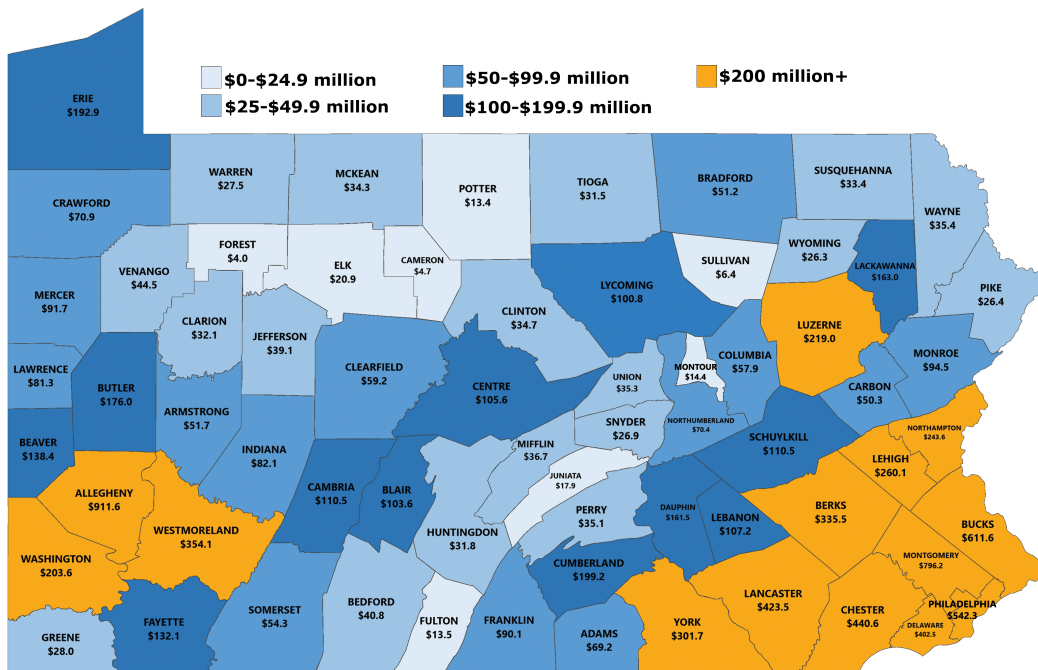 $0-$24.9 million
$25-$49.9 million
$50-$99.9 million
$100-$199.9 million
$200 million+
ERIE
$192.9
CRAWFORD
$70.9
WARREN
$27.5
MCKEAN
$34.3
POTTER
$13.4
TIOGA
$31.5
BRADFORD
$51.2
SUSQUEHANNA
$33.4
WAYNE
$35.4
FOREST
$4.0
ELK
$20.9
CAMERON
$4.7
SULLIVAN
$6.4
WYOMING
$26.3
LACKAWANNA
$163.0
PIKE
$26.4
MERCER
$91.7
VENANGO
$44.5
CLARION
$32.1
JEFFERSON
$39.1
CLINTON
$34.7
LYCOMING
$100.8
LUZERNE
$219.0
LAWRENCE
$81.3
BUTLER
$176.0
ARMSTRONG
$51.7
CLEARFIELD
$59.2
CENTRE
$105.6
UNION
$35.3
MONTOUR
$14.4
COLUMBIA
$57.9
CARBON
$50.3
MONROE
$94.5
BEAVER
$138.4
INDIANA
$82.1
SNYDER
$26.9
NORTHUMBERLAND
$70.4
SCHUYLKILL
$110.5
NORTHAMPTON
$243.6
LEHIGH
$260.1
ALLEGHENY
$911.6
WESTMORELAND
$354.1
CAMBRIA
$110.5
BLAIR
$103.6
MIFFLIN
$36.7
JUNIATA
$17.9
PERRY
$35.1
DAUPHIN
$161.5
LEBANON
$107.2
BERKS
$335.5
BUCKS
$611.6
WASHINGTON
$203.6
HUNTINGDON
$31.8
CUMBERLAND
$199.2
MONTGOMERY
$796.2
GREENE
$28.0
FAYETTE
$132.1
SOMERSET
$54.3
BEDFORD
$40.8
FULTON
$13.5
FRANKLIN
$90.1
ADAMS
$69.2
YORK
$301.7
LANCASTER
$423.5
CHESTER
$440.6
DELAWARE
$402.5
PHILADELPHIA
$542.3